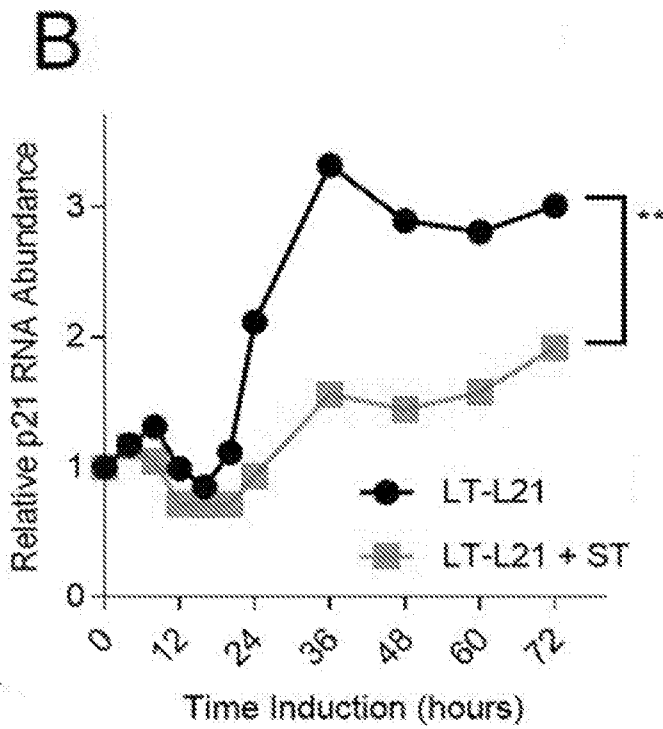 B
Relative p21 RNA Abundance
3
2
1
0
**
LT-L21
LT-L21 + ST
0 12 24 36 48 60 72
Time Induction (hours)